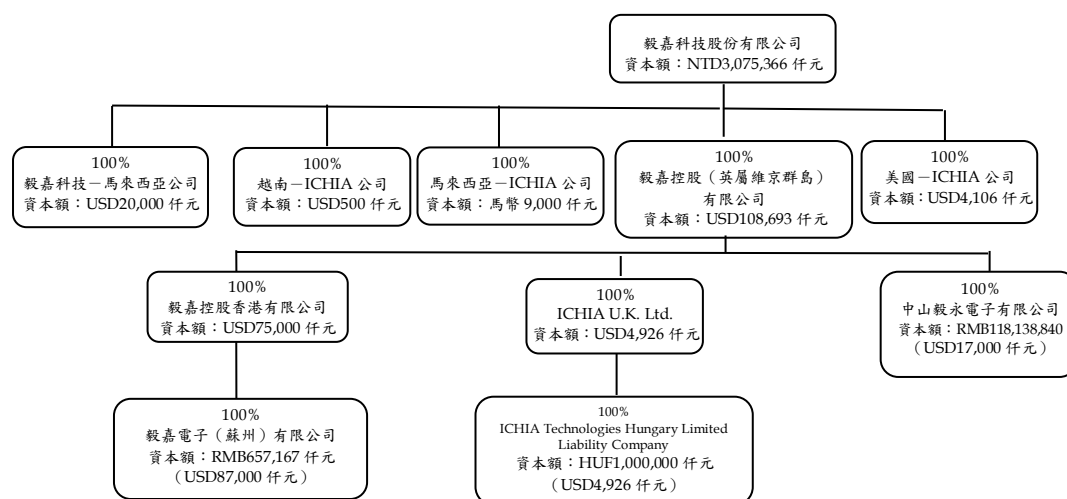 毅嘉科技股份有限公司
資本額：NTD3,075,366 仟元
100%
毅嘉科技－馬來西亞公司
資本額：USD20,000 仟元
100%
越南－ICHIA 公司
資本額：USD500 仟元
100%
馬來西亞－ICHIA 公司
資本額：馬幣 9,000 仟元
100%
毅嘉控股（英屬維京群島）
有限公司
資本額：USD108,693 仟元
100%
美國－ICHIA 公司
資本額：USD4,106 仟元
100%
毅嘉控股香港有限公司
資本額：USD75,000 仟元
100%
ICHIA U.K. Ltd.
資本額：USD4,926 仟元
100%
中山毅永電子有限公司
資本額：RMB118,138,840
（USD17,000 仟元）
100%
毅嘉電子（蘇州）有限公司
資本額：RMB657,167 仟元
（USD87,000 仟元）
100%
ICHIA Technologies Hungary Limited
Liability Company
資本額：HUF1,000,000 仟元
（USD4,926 仟元）